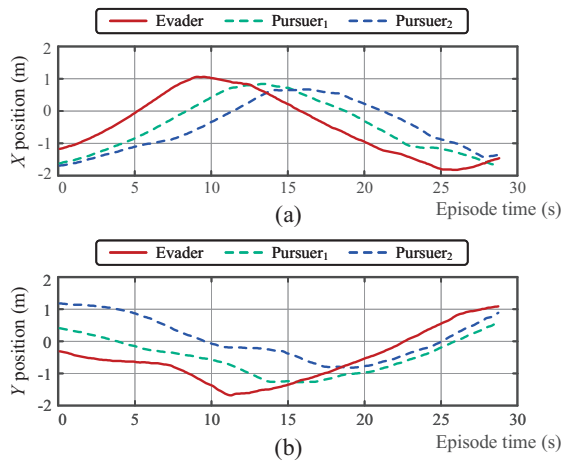 Evader Pursuer₁ Pursuer₂
2
1
0
-1
-2
X position (m)
0 5 10 15 20 25 30
(a)
Episode time (s)
Evader Pursuer₁ Pursuer₂
2
1
0
-1
-2
Y position (m)
0 5 10 15 20 25 30
(b)
Episode time (s)